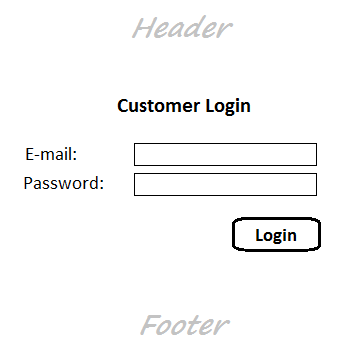 Header
Customer Login
E-mail:
Password:
Login
Footer